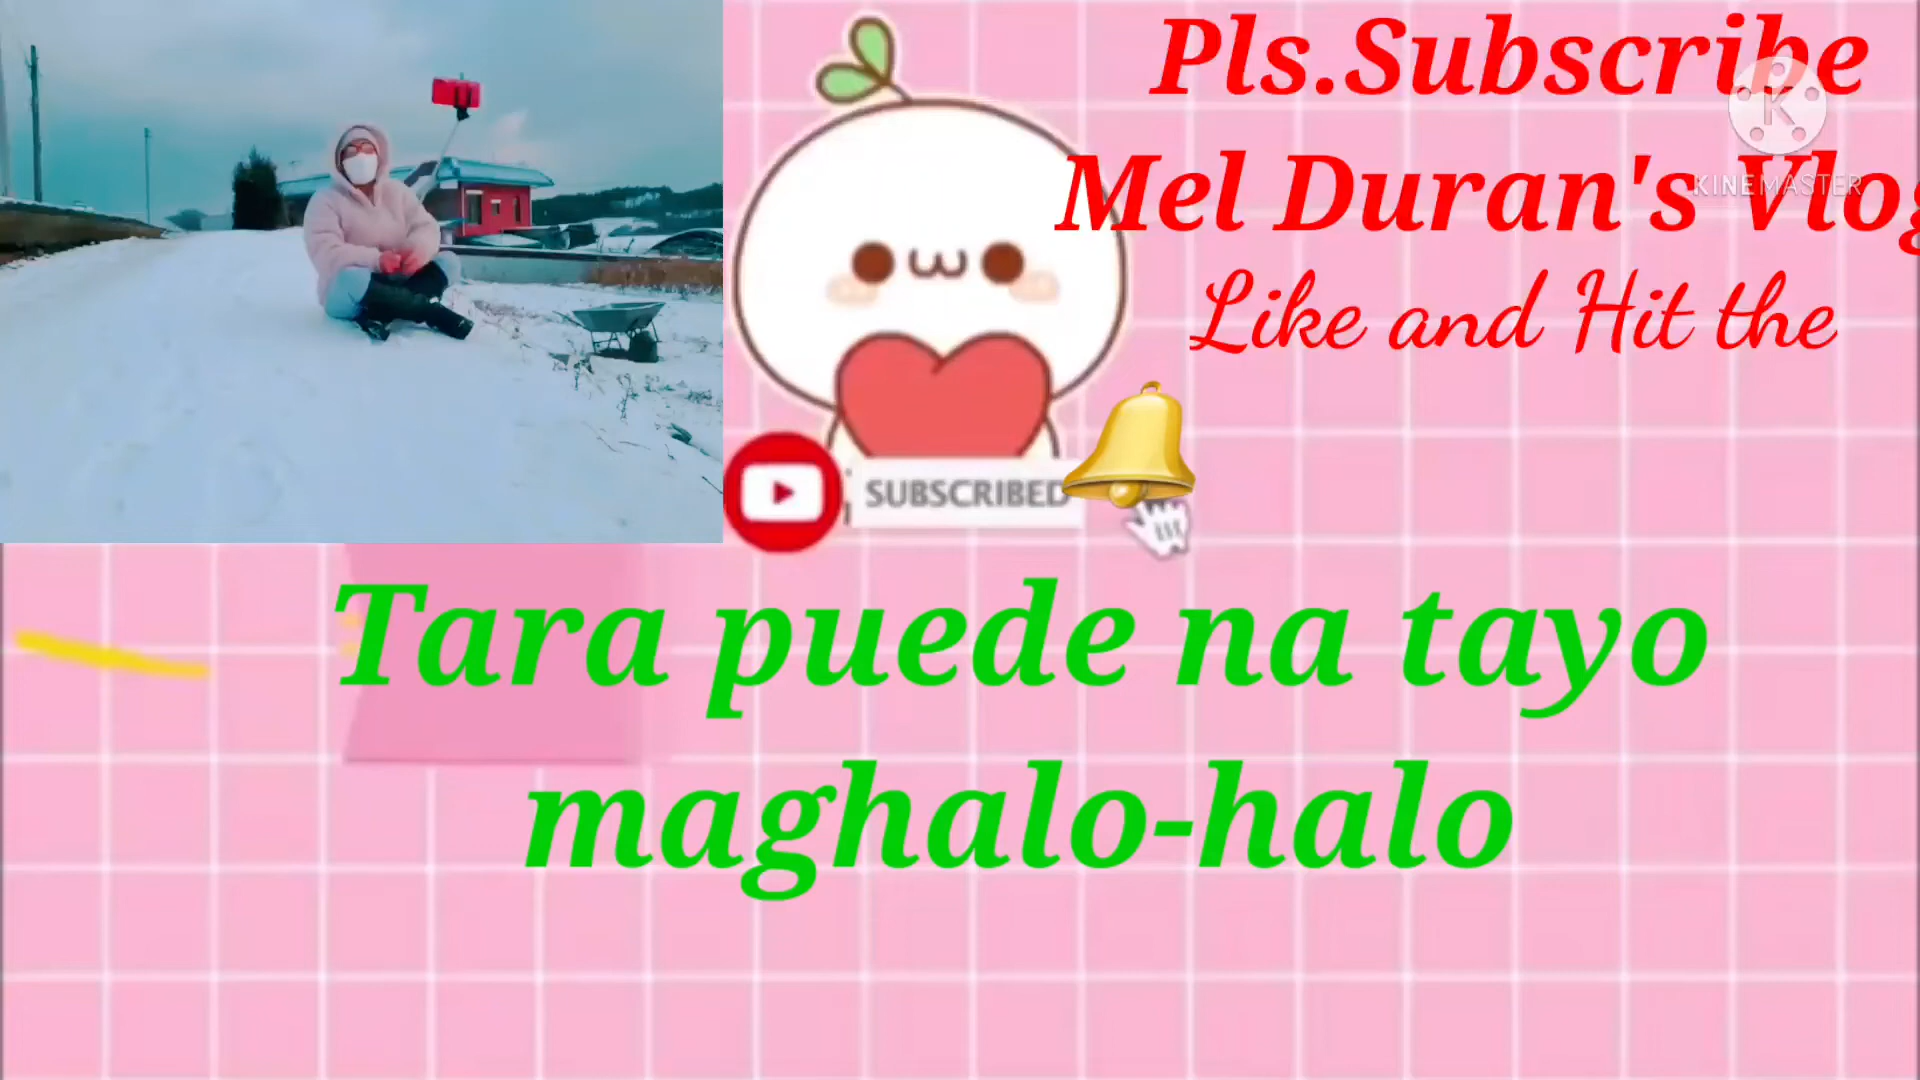 Pls.Subscribe
Mel Duran's Vlog
Like and Hit the
KINEMASTER
SUBSCRIBED
Tara puede na tayo
maghalo-halo